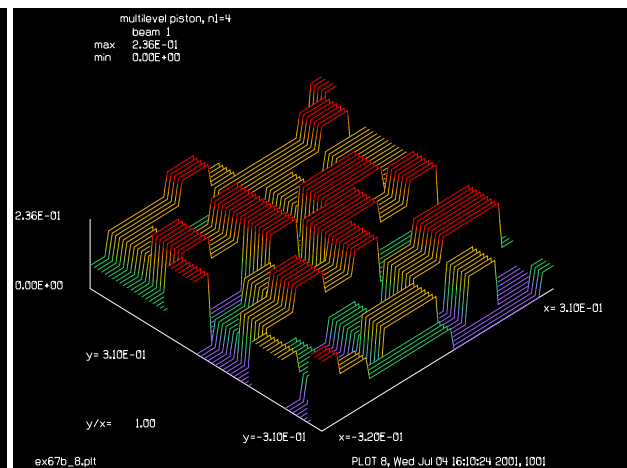 multilevel piston, n1=4
beam 1
max 2.36E-01
min 0.00E+00
2.36E-01
0.00E+00
x= 3.10E-01
y= 3.10E-01
y/x= 1.00
y=-3.10E-01 x=-3.20E-01
ex67b_8.plt PLOT 8, Wed Jul 04 16:10:24 2001, 1001